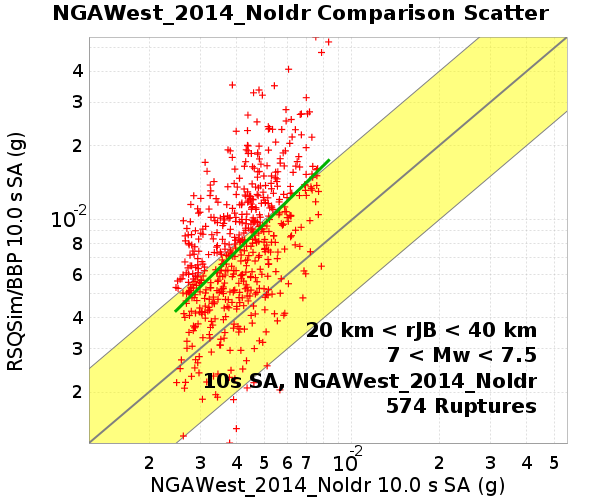 NGAWest_2014_NoIdr Comparison Scatter
RSQSim/BBP 10.0 s SA (g)
4
3
2
10-2
8
6
4
3
2
20 km < rJB < 40 km
7 < Mw < 7.5
10s SA, NGAWest_2014_NoIdr
574 Ruptures
2 3 4 5 6 7 10-2 2 3 4 5
NGAWest_2014_NoIdr 10.0 s SA (g)